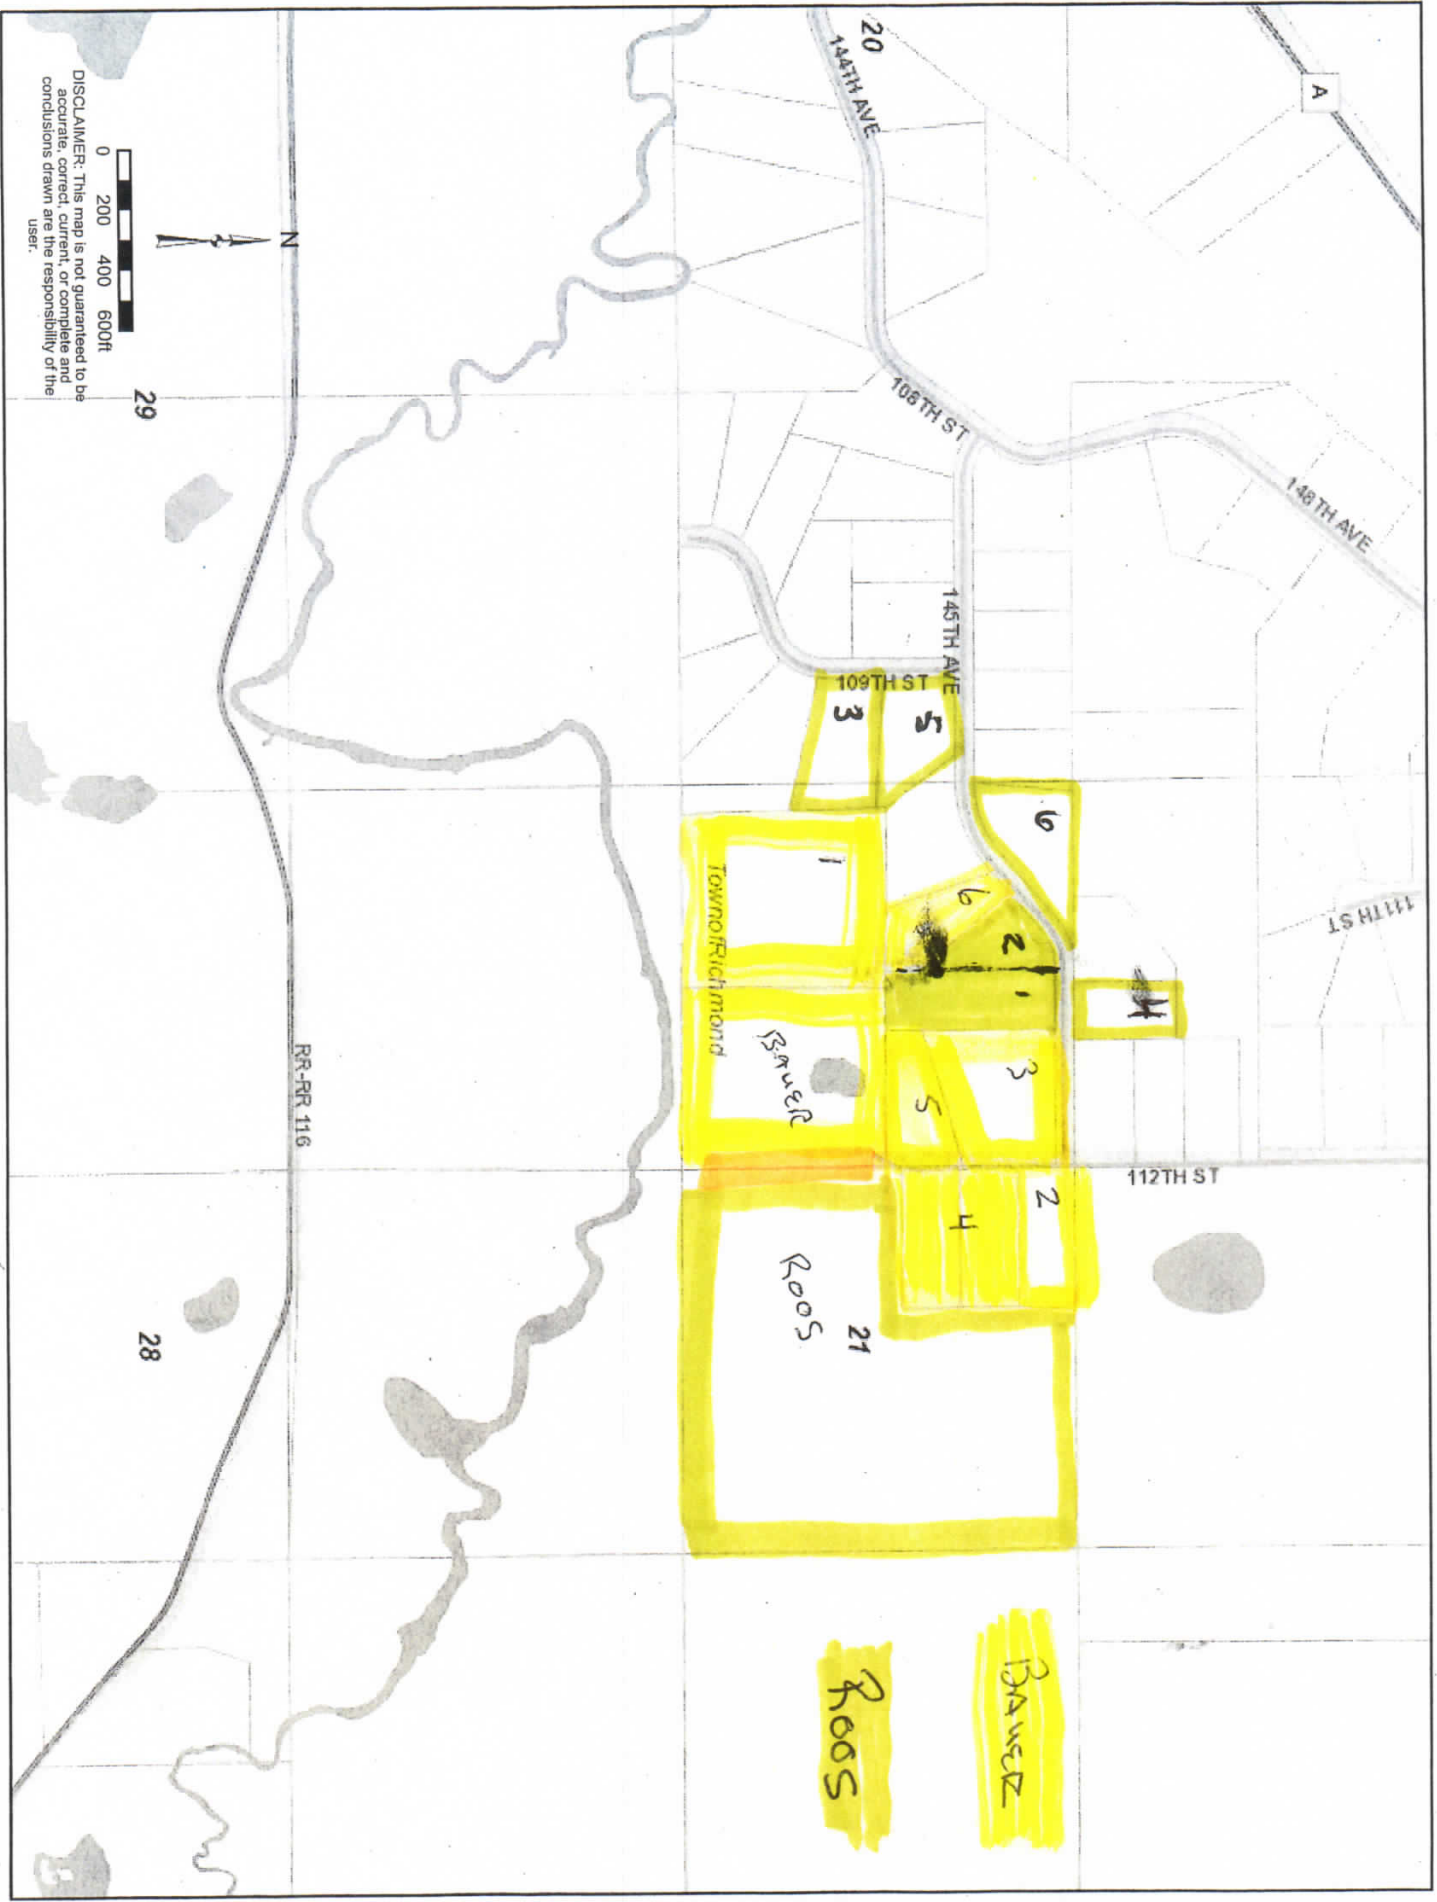 A
20
144TH AVE
108TH ST
148TH AVE
145TH AVE
109TH ST
111TH ST
112TH ST
3
5
6
1
6
2
1
4
3
5
2
4
Town of Richmond
BAUER
ROOS
21
BAUER
ROOS
RR-RR 116
29
28
N
0 200 400 600ft
DISCLAIMER: This map is not guaranteed to be
accurate, correct, current, or complete and
conclusions drawn are the responsibility of the
user.